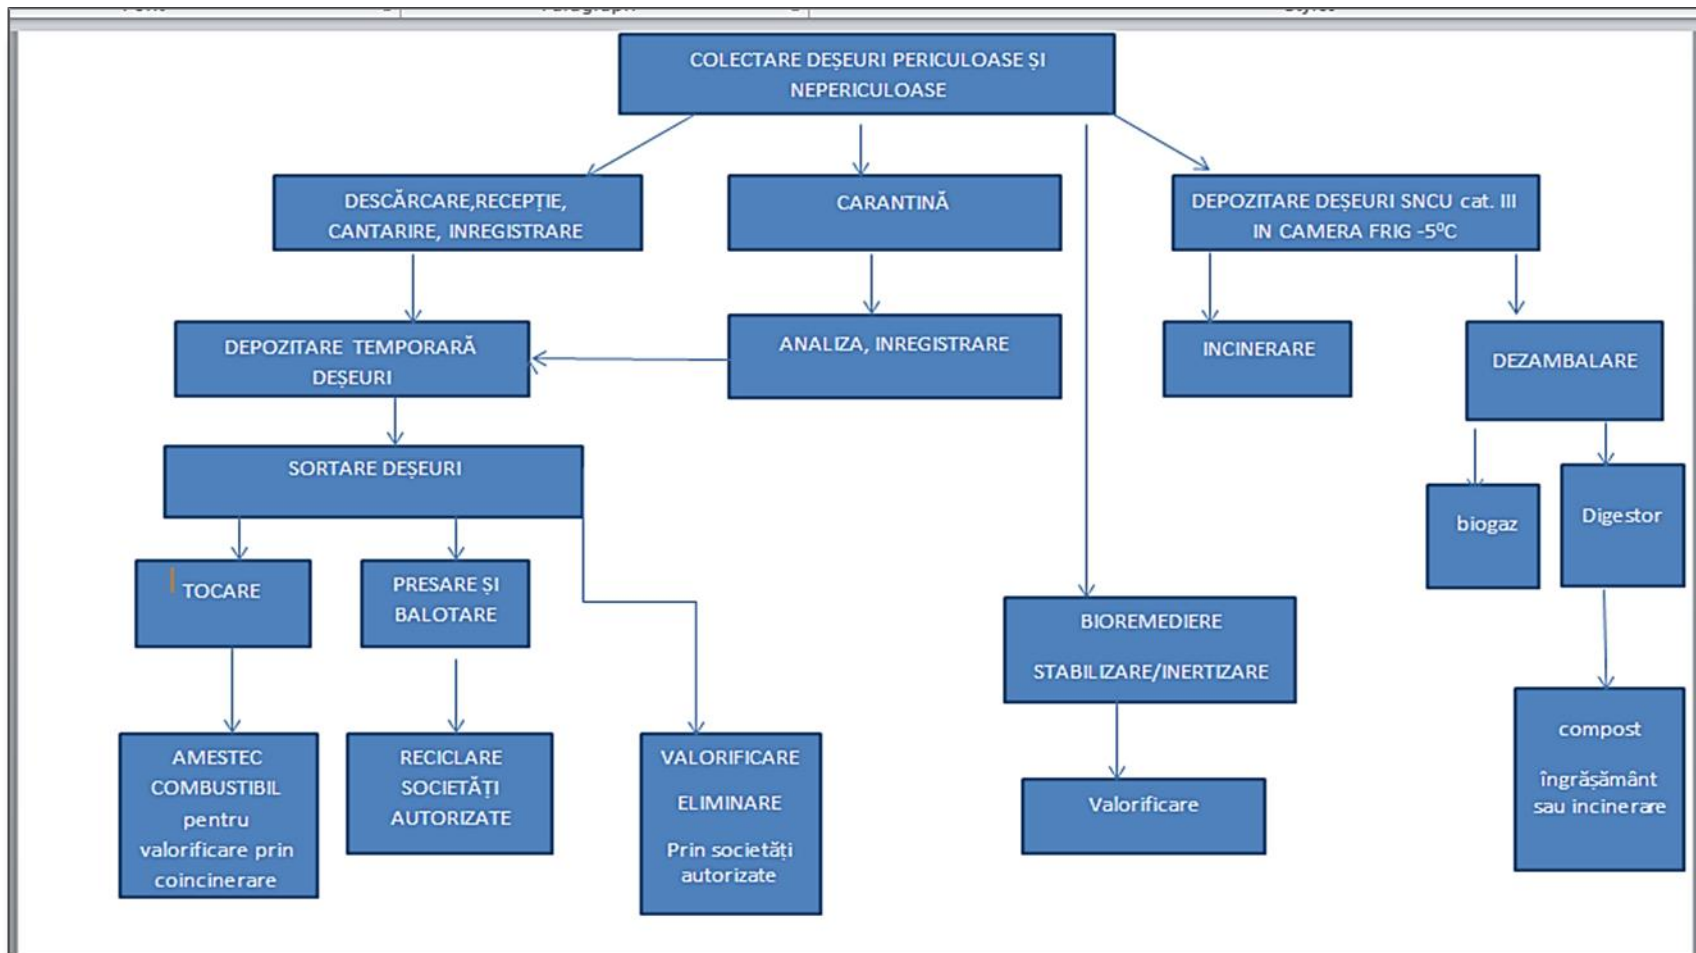 COLECTARE DEȘEURI PERICULOASE ȘI
NEPERICULOASE
DESCĂRCARE,RECEPȚIE,
CANTARIRE, INREGISTRARE
CARANTINĂ
DEPOZITARE DEȘEURI SNCU cat. III
IN CAMERA FRIG -5⁰C
DEPOZITARE TEMPORARĂ
DEȘEURI
ANALIZA, INREGISTRARE
INCINERARE
DEZAMBALARE
SORTARE DEȘEURI
biogaz
Digestor
TOCARE
PRESARE ȘI
BALOTARE
BIOREMEDIERE
STABILIZARE/INERTIZARE
AMESTEC
COMBUSTIBIL
pentru
valorificare prin
coincinerare
RECICLARE
SOCIETĂȚI
AUTORIZATE
VALORIFICARE
ELIMINARE
Prin societăți
autorizate
Valorificare
compost
îngrășământ
sau incinerare